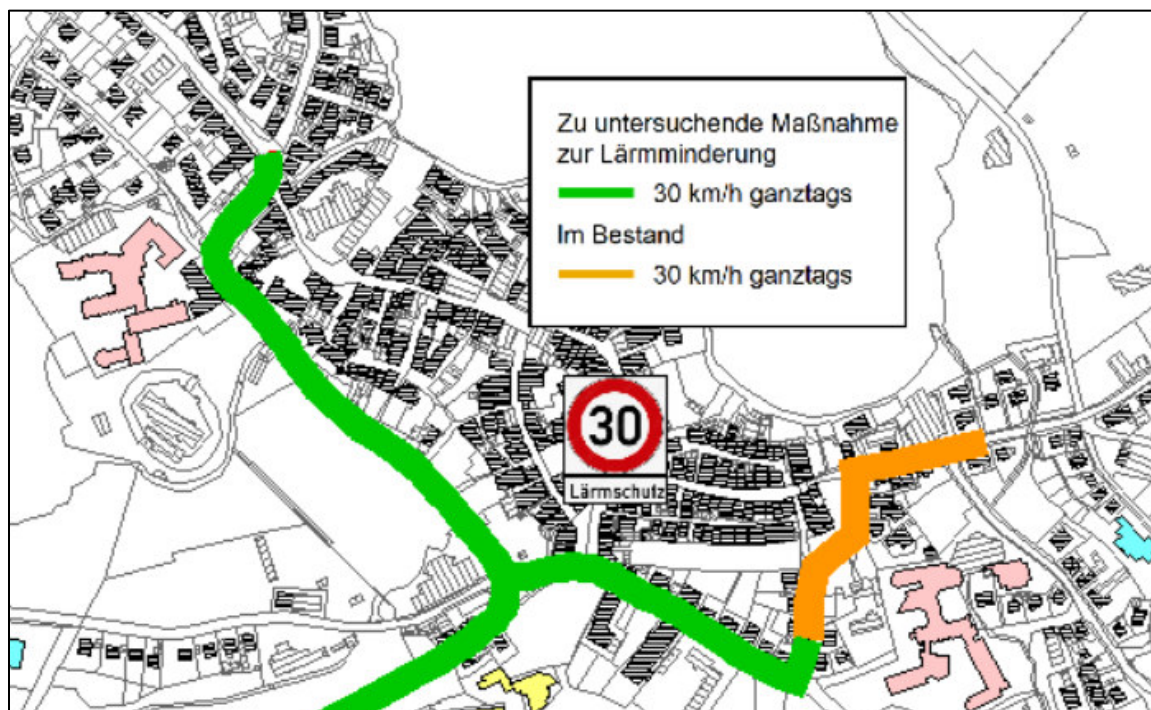 Zu untersuchende Maßnahme
zur Lärmminderung
30 km/h ganztags
Im Bestand
30 km/h ganztags
30
Lärmschutz